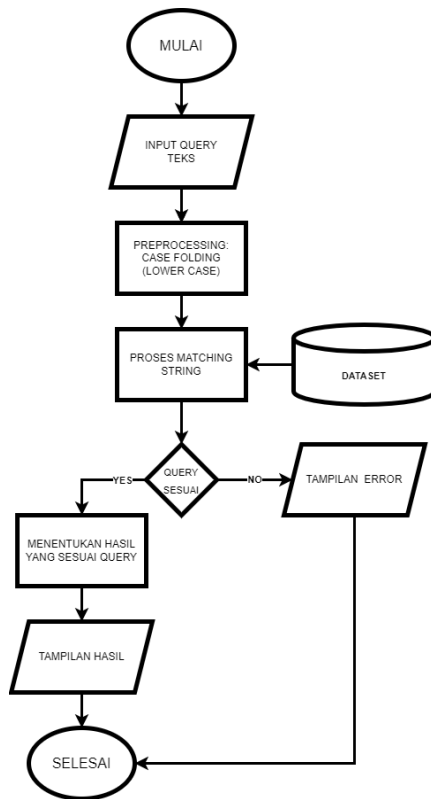 MULAI
INPUT QUERY
TEKS
PREPROCESSING:
CASE FOLDING
(LOWER CASE)
PROSES MATCHING
STRING
DATASET
QUERY
SESUAI
YES
NO
TAMPILAN ERROR
MENENTUKAN HASIL
YANG SESUAI QUERY
TAMPILAN HASIL
SELESAI